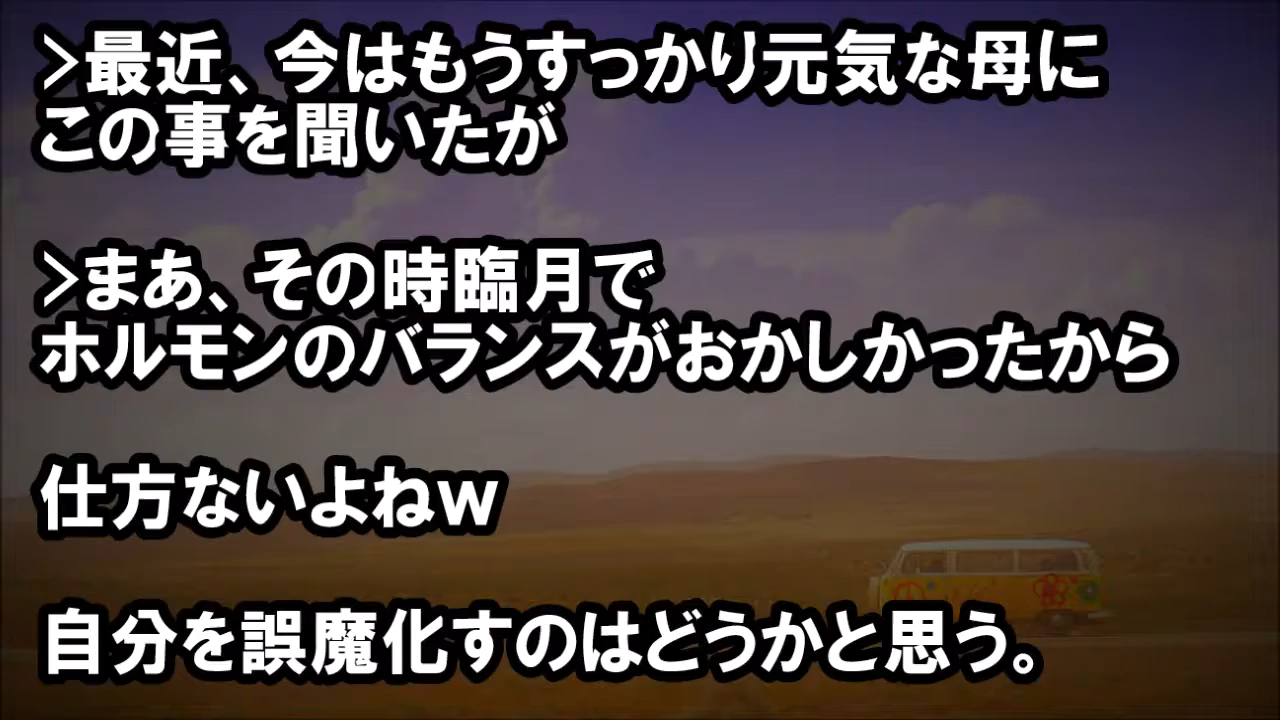 >最近、今はもうすっかり元気な母に
この事を聞いたが
>まあ、その時臨月で
ホルモンのバランスがおかしかったから
仕方ないよねw
自分を誤魔化すのはどうかと思う。